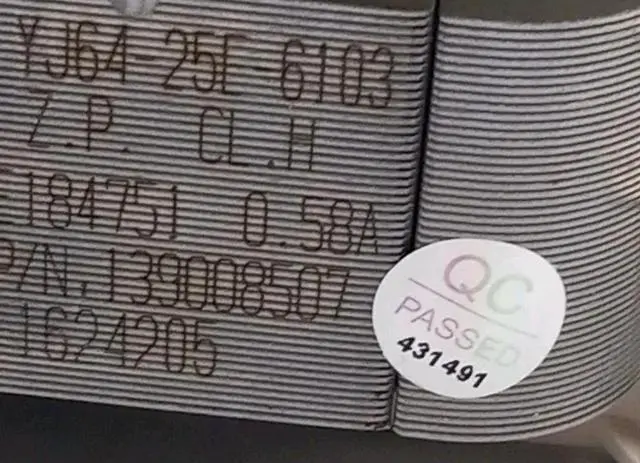 YJ64-25E-6103
Z.P. CL.H
E184751 0.58A
P/N.139008507
1624205
QC
PASSED
431491